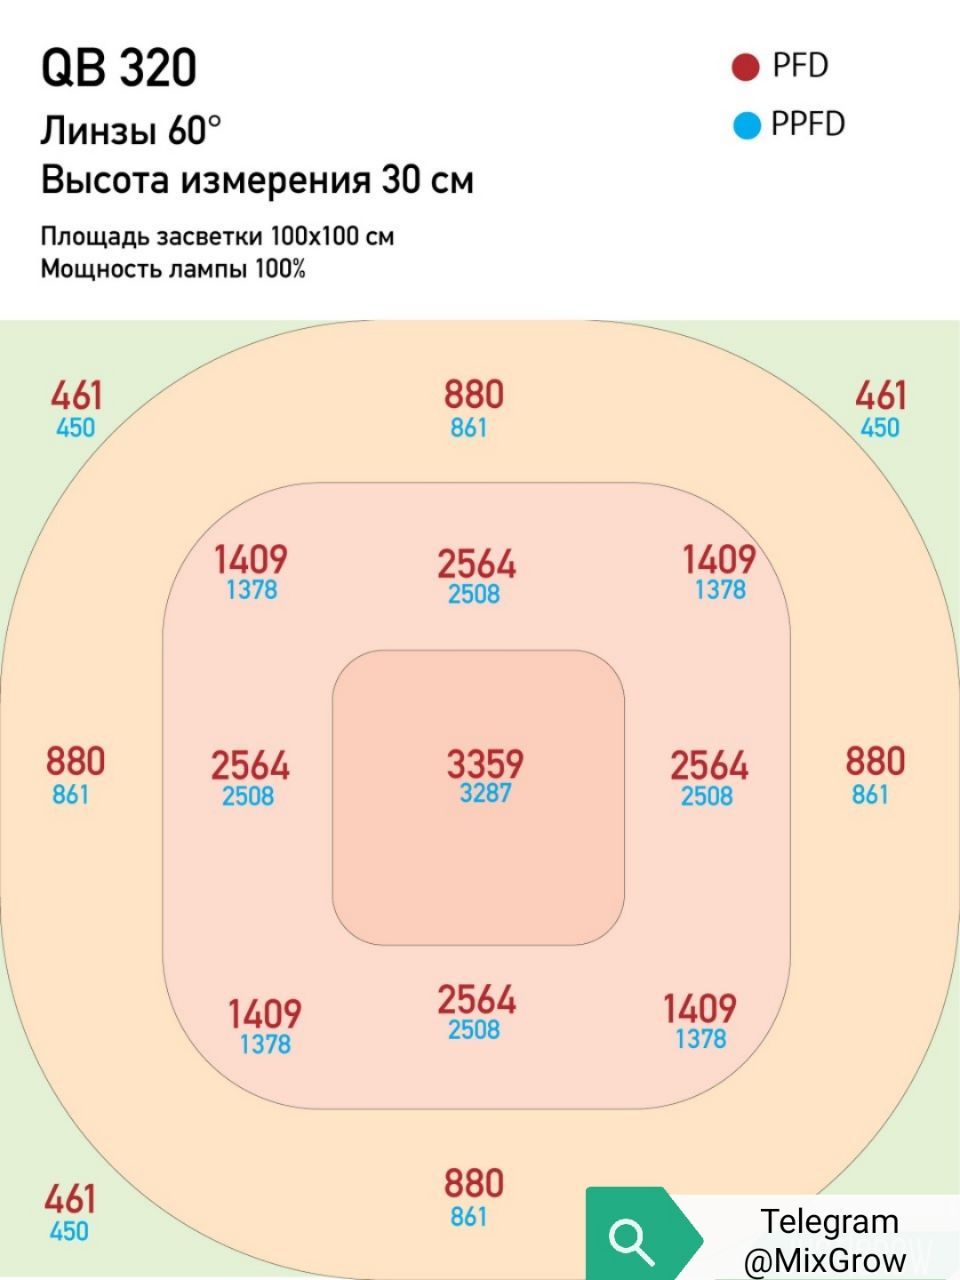 QB 320
Линзы 60°
Высота измерения 30 см
Площадь засветки 100x100 см
Мощность лампы 100%
PFD
PPFD
461 880 461
450 861 450
1409 2564 1409
1378 2508 1378
880 2564 3359 2564 880
861 2508 3287 2508 861
1409 2564 1409
1378 2508 1378
461 880
450 861
Telegram
@MixGrow